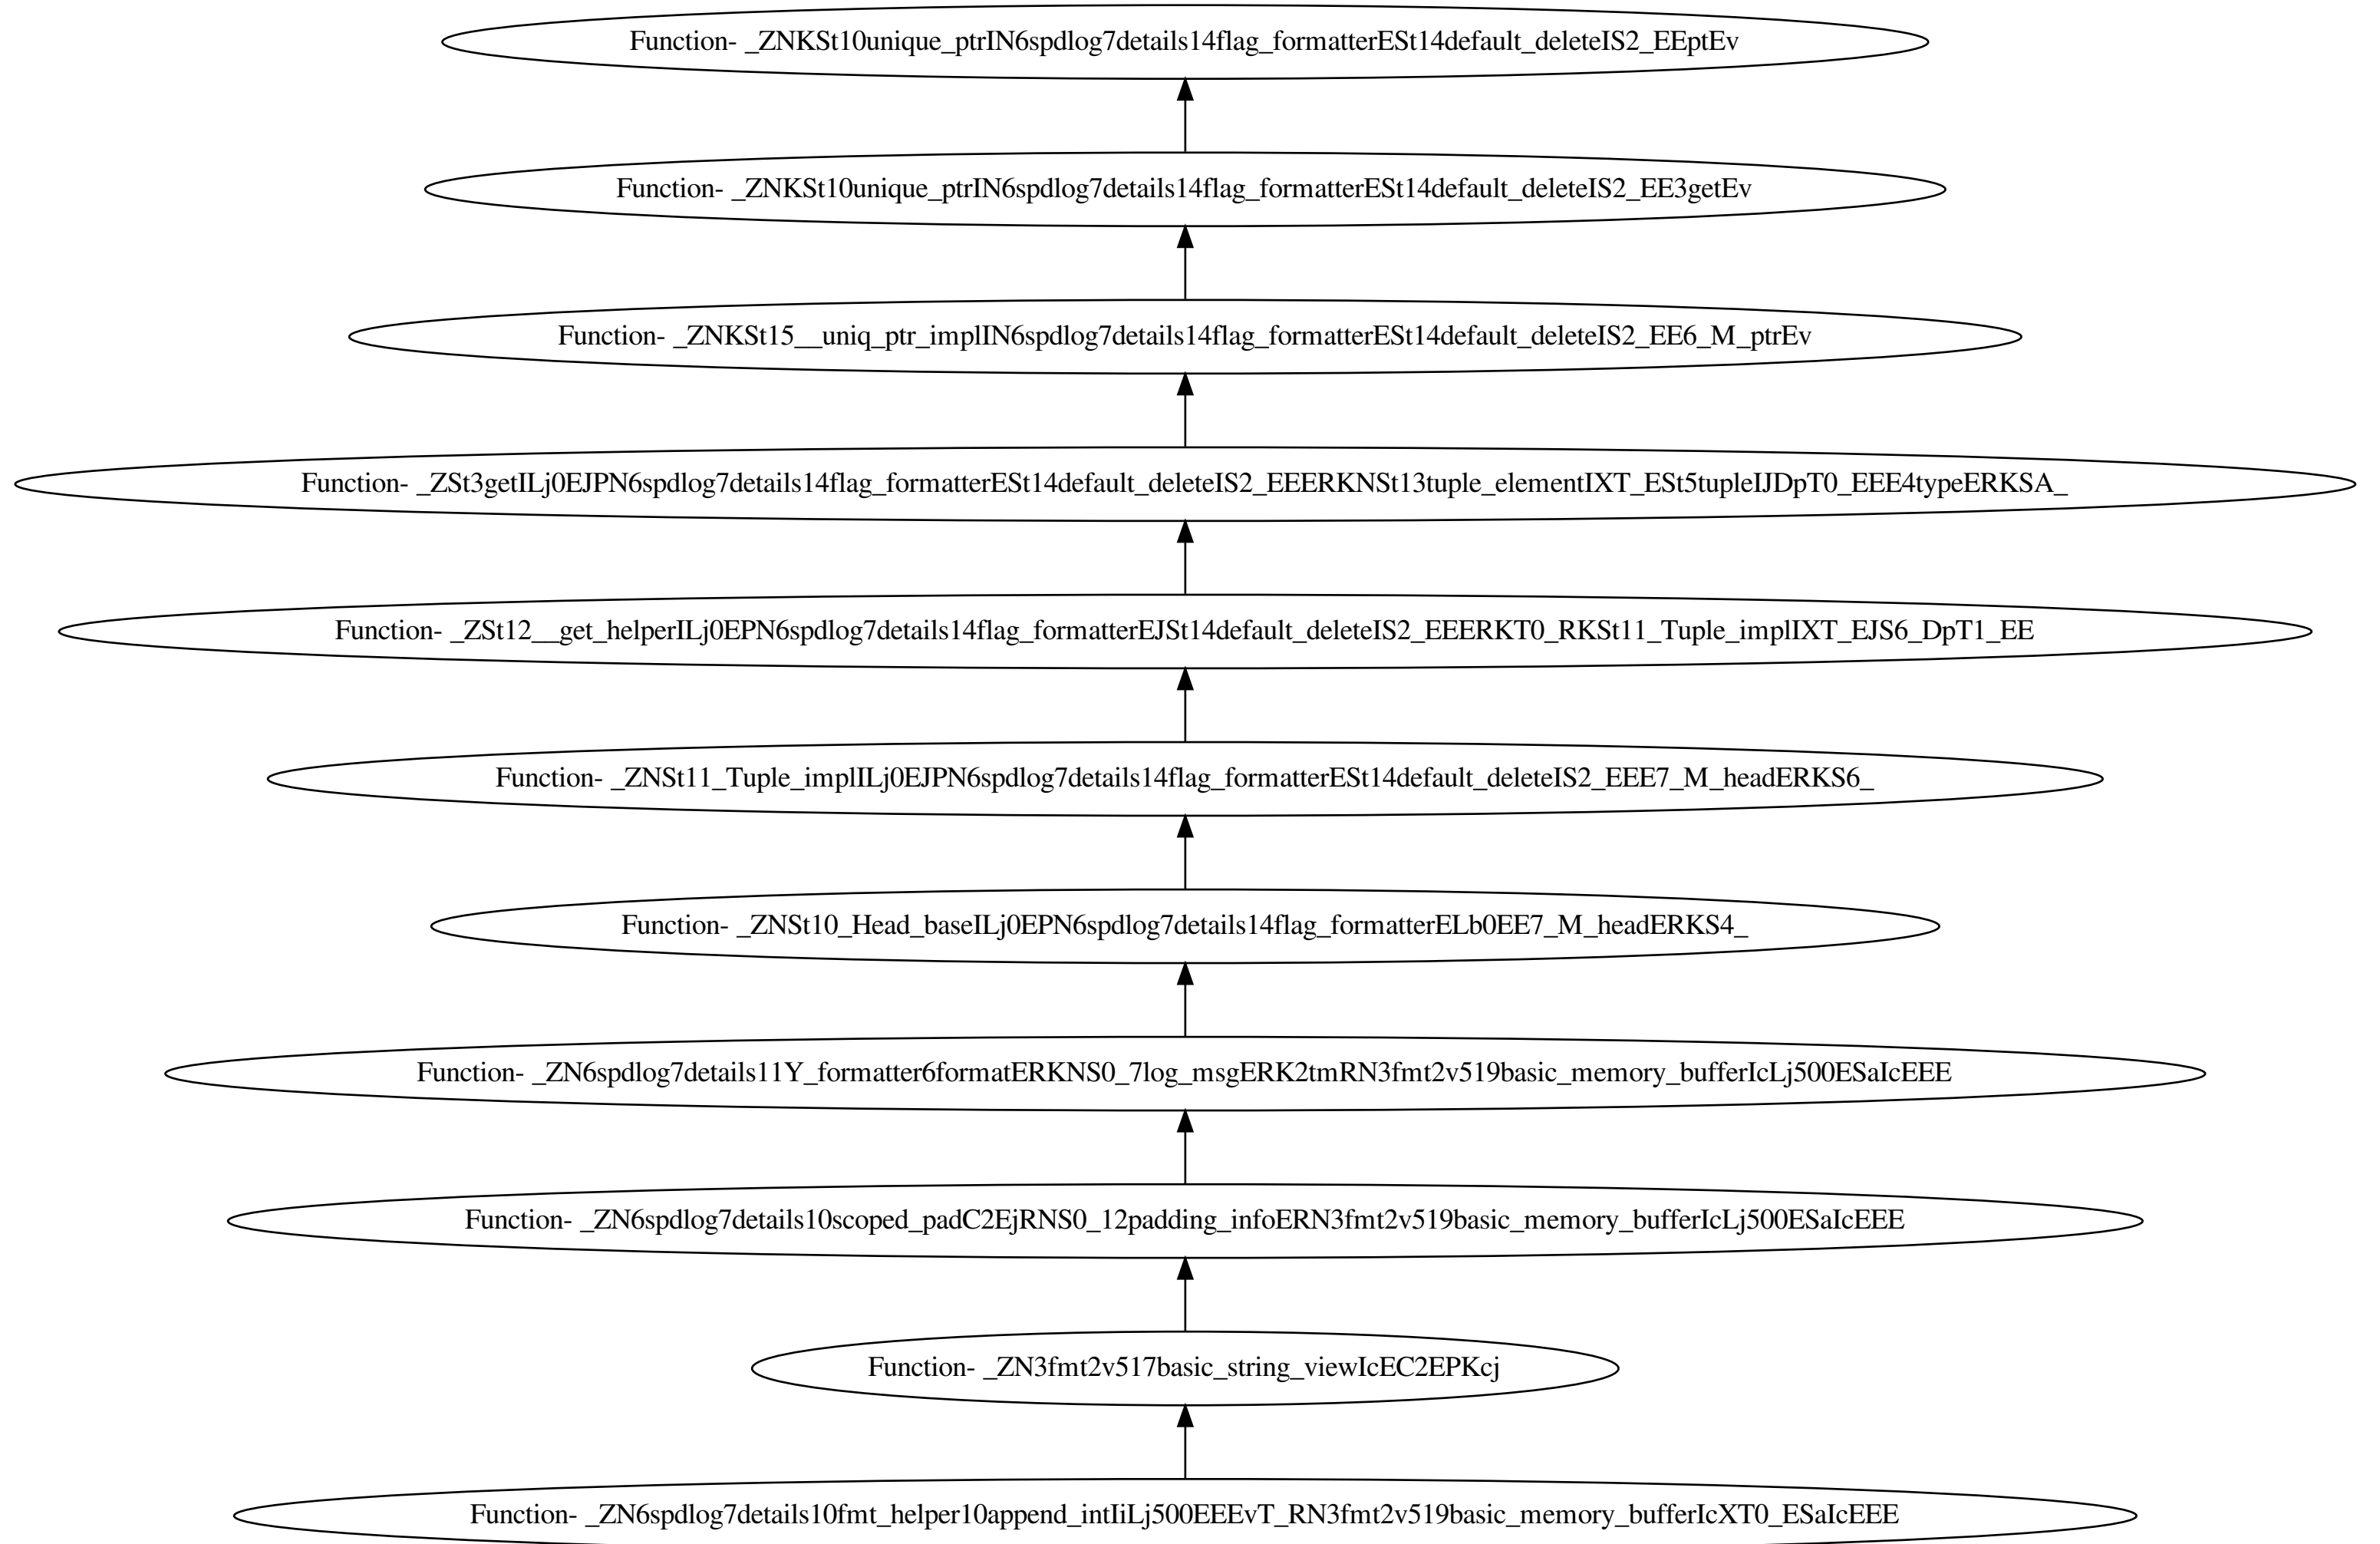 Function- _ZNKSt10unique_ptrIN6spdlog7details14flag_formatterESt14default_deleteIS2_EEptEv
Function- _ZNKSt10unique_ptrIN6spdlog7details14flag_formatterESt14default_deleteIS2_EE3getEv
Function- _ZNKSt15__uniq_ptr_implIN6spdlog7details14flag_formatterESt14default_deleteIS2_EE6_M_ptrEv
Function- _ZSt3getILj0EJPN6spdlog7details14flag_formatterESt14default_deleteIS2_EEERKNSt13tuple_elementIXT_ESt5tupleIJDpT0_EEE4typeERKSA_
Function- _ZSt12__get_helperILj0EPN6spdlog7details14flag_formatterEJSt14default_deleteIS2_EEERKT0_RKSt11_Tuple_implIXT_EJS6_DpT1_EE
Function- _ZNSt11_Tuple_implILj0EJPN6spdlog7details14flag_formatterESt14default_deleteIS2_EEE7_M_headERKS6_
Function- _ZNSt10_Head_baseILj0EPN6spdlog7details14flag_formatterELb0EE7_M_headERKS4_
Function- _ZN6spdlog7details11Y_formatter6formatERKNS0_7log_msgERK2tmRN3fmt2v519basic_memory_bufferIcLj500ESaIcEEE
Function- _ZN6spdlog7details10scoped_padC2EjRNS0_12padding_infoERN3fmt2v519basic_memory_bufferIcLj500ESaIcEEE
Function- _ZN3fmt2v517basic_string_viewIcEC2EPKcj
Function- _ZN6spdlog7details10fmt_helper10append_intIiLj500EEEvT_RN3fmt2v519basic_memory_bufferIcXT0_ESaIcEEE